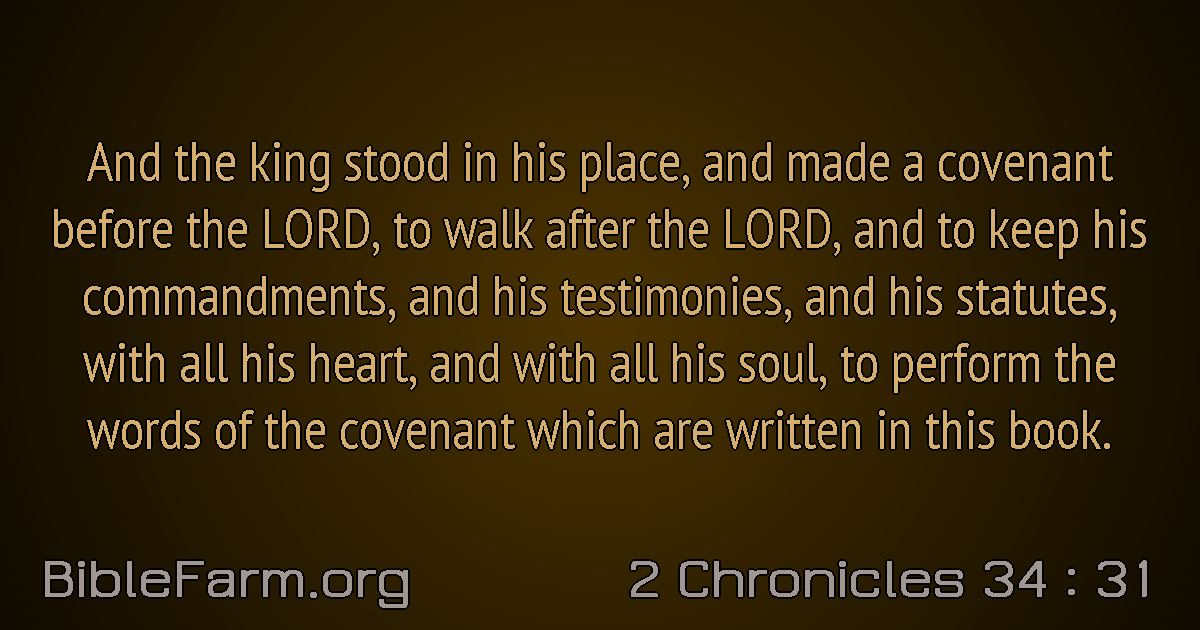 And the king stood in his place, and made a covenant
before the LORD, to walk after the LORD, and to keep his
commandments, and his testimonies, and his statutes,
with all his heart, and with all his soul, to perform the
words of the covenant which are written in this book.
BibleFarm.org
2 Chronicles 34 : 31